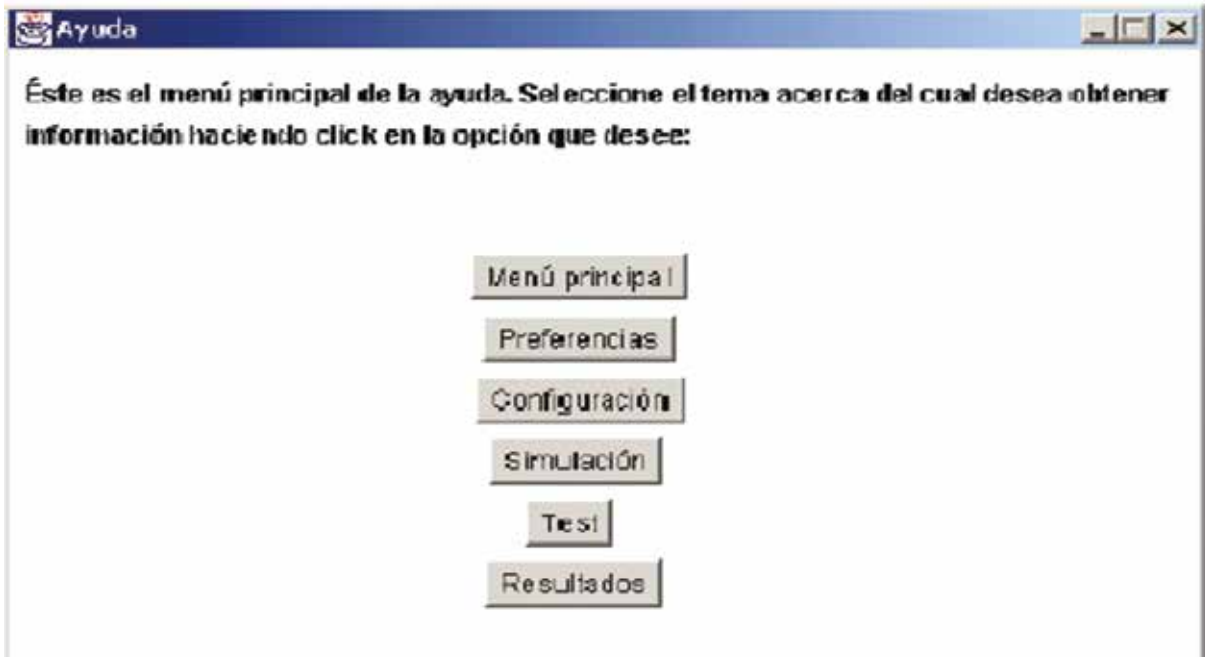 Ayuda
Éste es el menú principal de la ayuda. Seleccione el tema acerca del cual desea obtener
información haciendo click en la opción que desee:
Menú principal
Preferencias
Configuración
Simulación
Test
Resultados